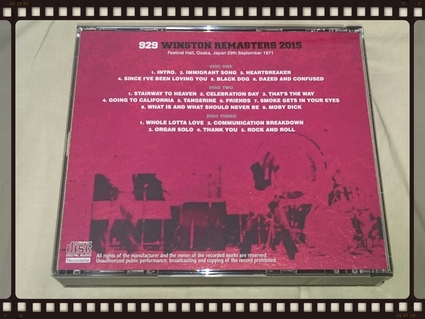 929 WINSTON REMASTERS 2015
Festival Hall, Osaka, Japan 29th September 1971
DISC ONE
1. INTRO. 2. IMMIGRANT SONG 3. HEARTBREAKER
4. SINCE I'VE BEEN LOVING YOU 5. BLACK DOG 6. DAZED AND CONFUSED
DISC TWO
1. STAIRWAY TO HEAVEN 2. CELEBRATION DAY 3. THAT'S THE WAY
4. GOING TO CALIFORNIA 5. TANGERINE 6. FRIENDS 7. SMOKE GETS IN YOUR EYES
8. WHAT IS AND WHAT SHOULD NEVER BE 9. MOBY DICK
DISC THREE
1. WHOLE LOTTA LOVE 2. COMMUNICATION BREAKDOWN
3. ORGAN SOLO 4. THANK YOU 5. ROCK AND ROLL
COMPACT
disc
DIGITAL AUDIO
All rights of the manufacturer and the owner of the recorded works are reserved.
Unauthorized public performance, broadcasting and copying of the record prohibited.